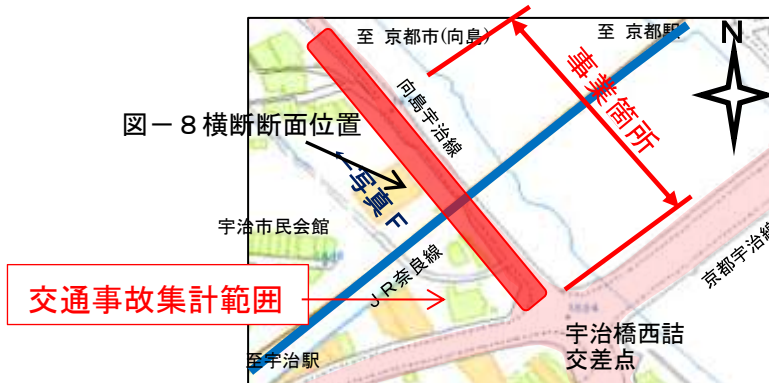 至 京都市(向島)
至 京都駅
N
事業箇所
向島宇治線
図－８横断断面位置
写真Ｆ
宇治市民会館
ＪＲ奈良線
京都宇治線
交通事故集計範囲
宇治橋西詰
交差点
至宇治駅